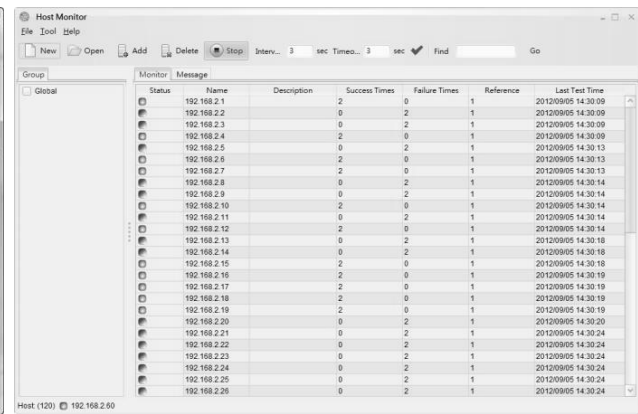 Host Monitor
File Tool Help
New Open Add Delete Stop Interv... 3 sec Timeo... 3 sec Find Go
Group Monitor Message
Global
Status Name Description Success Times Failure Times Reference Last Test Time
192.168.2.1 2 0 1 2012/09/05 14:30:09
192.168.2.2 0 2 1 2012/09/05 14:30:09
192.168.2.3 0 2 1 2012/09/05 14:30:09
192.168.2.4 2 0 1 2012/09/05 14:30:09
192.168.2.5 0 2 1 2012/09/05 14:30:13
192.168.2.6 2 0 1 2012/09/05 14:30:13
192.168.2.7 2 0 1 2012/09/05 14:30:13
192.168.2.8 0 2 1 2012/09/05 14:30:14
192.168.2.9 0 2 1 2012/09/05 14:30:14
192.168.2.10 2 0 1 2012/09/05 14:30:14
192.168.2.11 0 2 1 2012/09/05 14:30:14
192.168.2.12 2 0 1 2012/09/05 14:30:14
192.168.2.13 0 2 1 2012/09/05 14:30:18
192.168.2.14 0 2 1 2012/09/05 14:30:18
192.168.2.15 2 0 1 2012/09/05 14:30:18
192.168.2.16 2 0 1 2012/09/05 14:30:19
192.168.2.17 2 0 1 2012/09/05 14:30:19
192.168.2.18 2 0 1 2012/09/05 14:30:19
192.168.2.19 2 0 1 2012/09/05 14:30:19
192.168.2.20 0 2 1 2012/09/05 14:30:20
192.168.2.21 0 2 1 2012/09/05 14:30:24
192.168.2.22 0 2 1 2012/09/05 14:30:24
192.168.2.23 0 2 1 2012/09/05 14:30:24
192.168.2.24 0 2 1 2012/09/05 14:30:24
192.168.2.25 0 2 1 2012/09/05 14:30:24
192.168.2.26 0 2 1 2012/09/05 14:30:24
Host: (120) 192.168.2.60